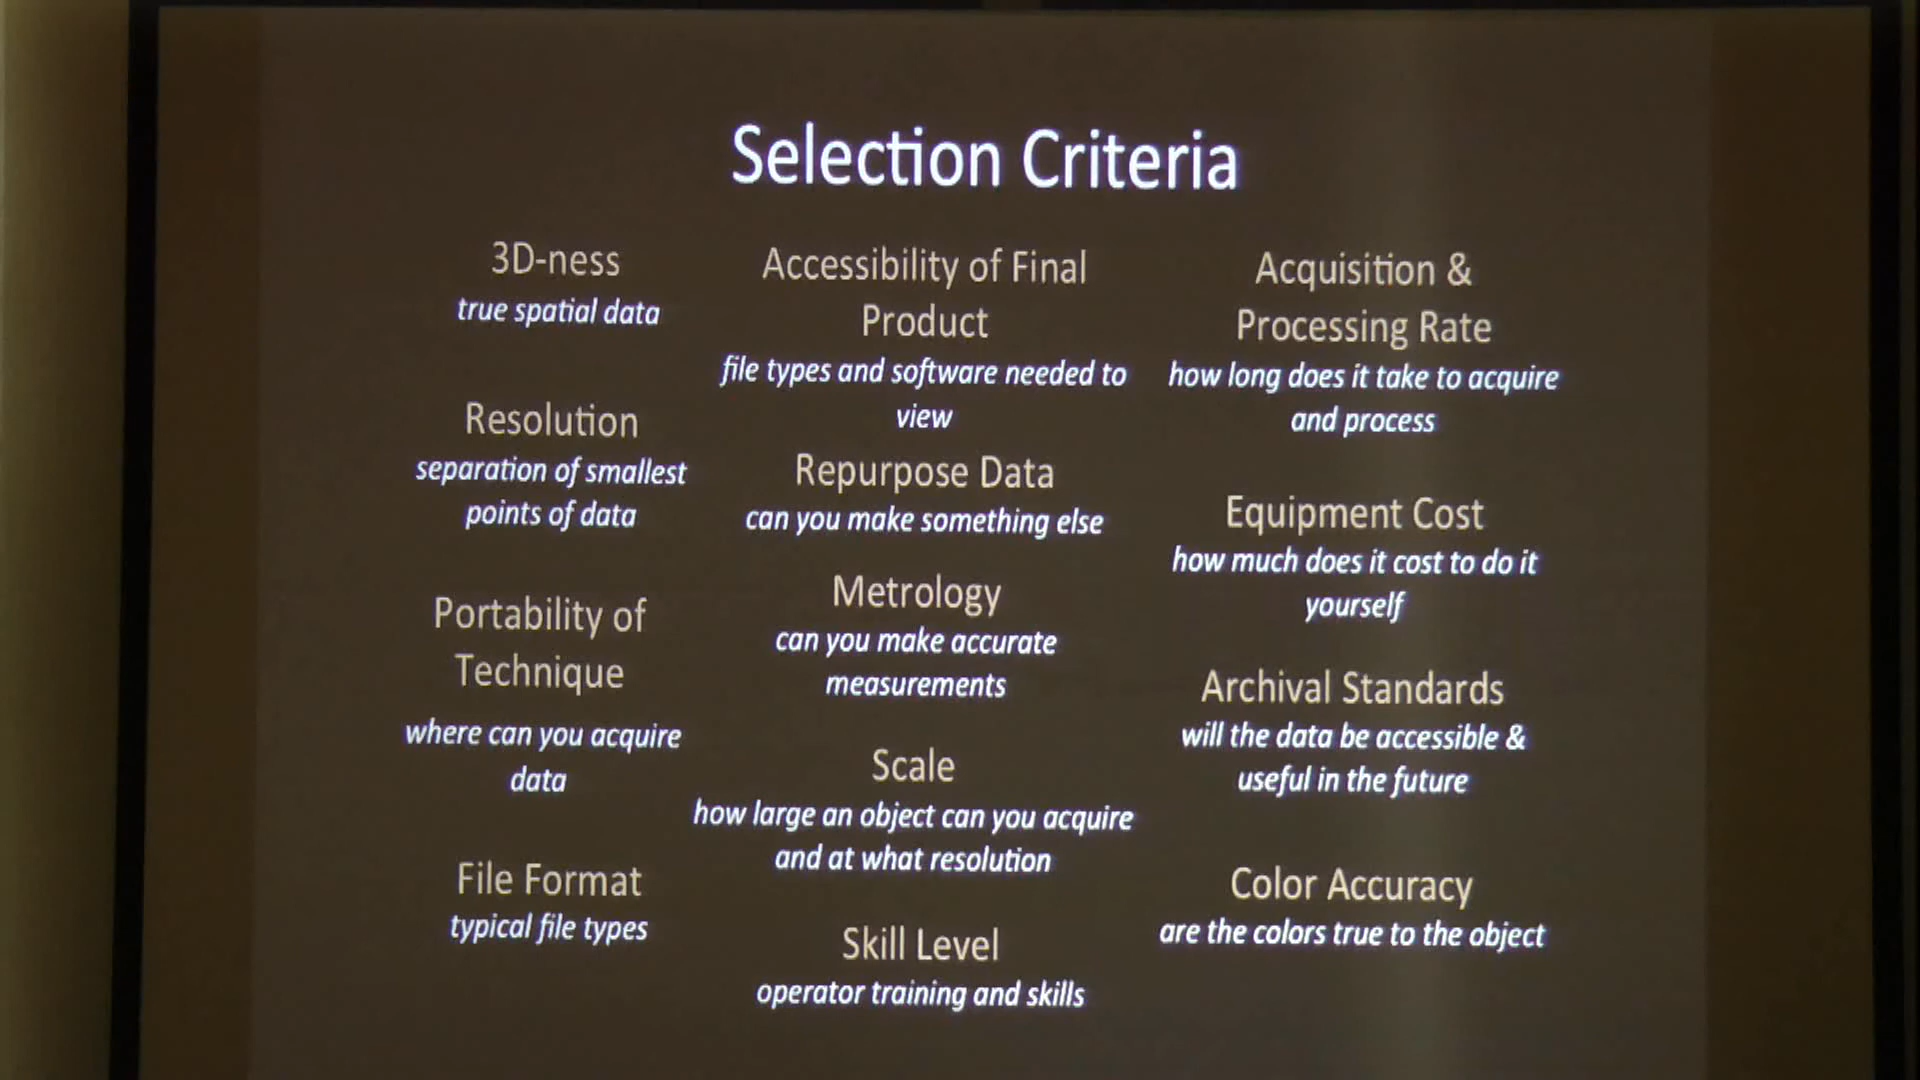 Selection Criteria
3D-ness
true spatial data
Resolution
separation of smallest
points of data
Portability of
Technique
where can you acquire
data
File Format
typical file types
Accessibility of Final
Product
file types and software needed to
view
Repurpose Data
can you make something else
Metrology
can you make accurate
measurements
Scale
how large an object can you acquire
and at what resolution
Skill Level
operator training and skills
Acquisition &
Processing Rate
how long does it take to acquire
and process
Equipment Cost
how much does it cost to do it
yourself
Archival Standards
will the data be accessible &
useful in the future
Color Accuracy
are the colors true to the object